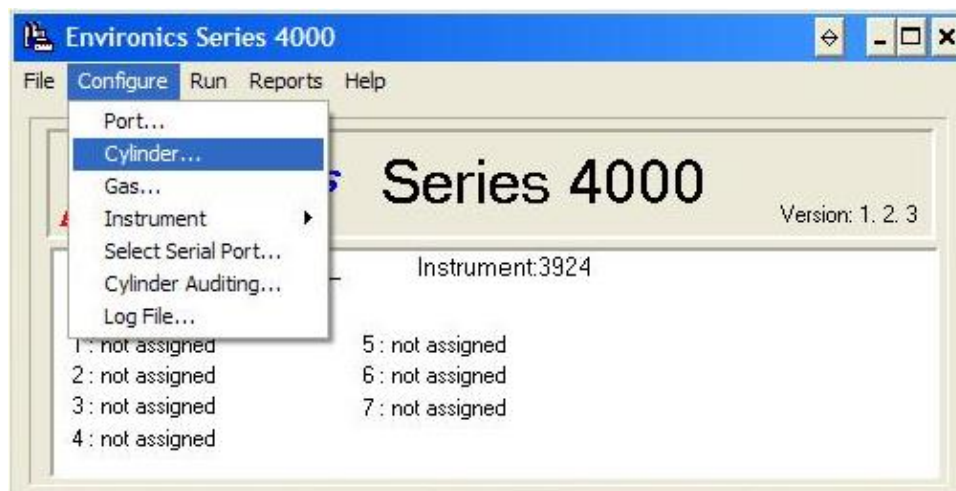 Environics Series 4000
File Configure Run Reports Help
Port...
Cylinder...
Gas...
Instrument
Select Serial Port...
Cylinder Auditing...
Log File...
Series 4000
Version: 1. 2. 3
Instrument:3924
1 : not assigned
2 : not assigned
3 : not assigned
4 : not assigned
5 : not assigned
6 : not assigned
7 : not assigned